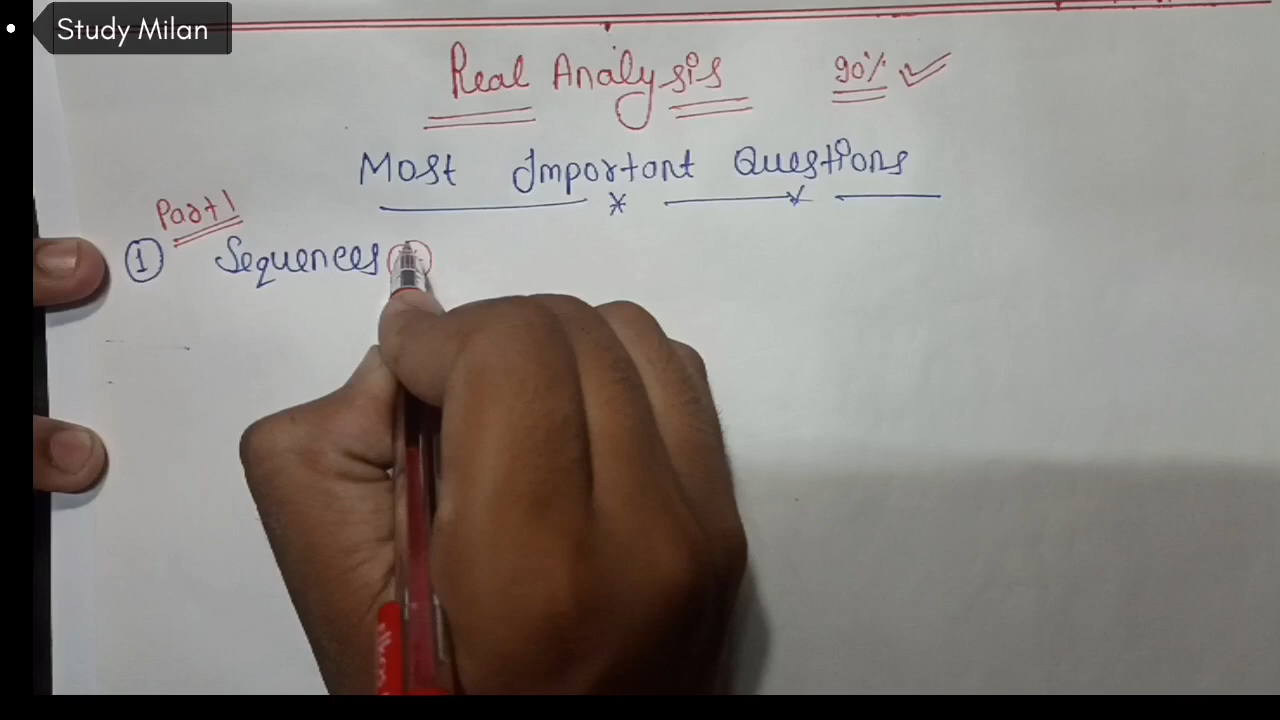 Study Milan
Real Analysis 90% ✓
Most Important Questions
Part 1
① Sequences